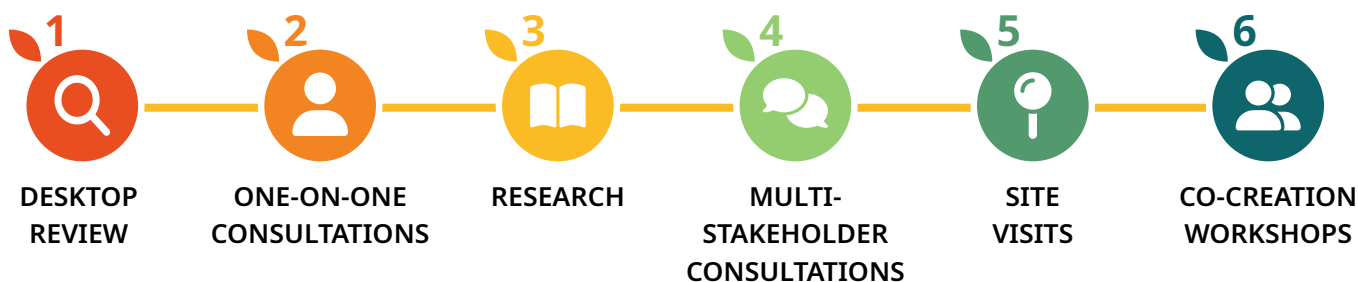 1
DESKTOP
REVIEW
2
ONE-ON-ONE
CONSULTATIONS
3
RESEARCH
4
MULTI-
STAKEHOLDER
CONSULTATIONS
5
SITE
VISITS
6
CO-CREATION
WORKSHOPS